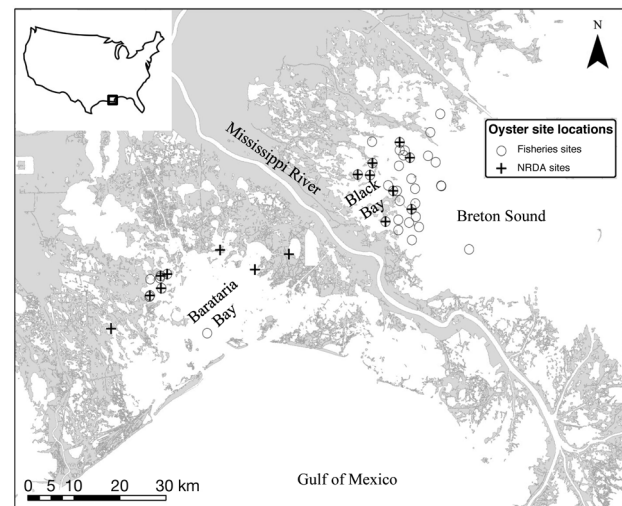 N
Oyster site locations
Fisheries sites
NRDA sites
Mississippi River
Black
Bay
Breton Sound
Barataria
Bay
0 5 10 20 30 km
Gulf of Mexico